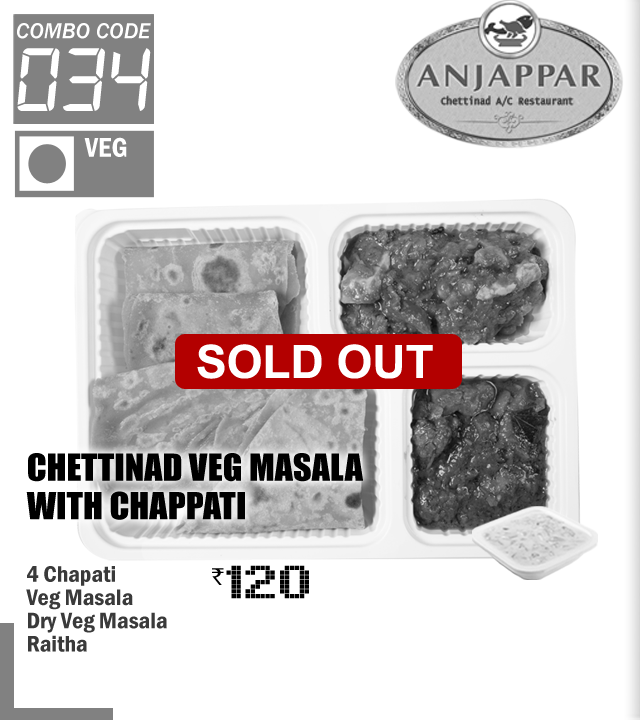 COMBO CODE
034
VEG
ANJAPPAR
Chettinad A/C Restaurant
SOLD OUT
CHETTINAD VEG MASALA
WITH CHAPPATI
4 Chapati
Veg Masala
Dry Veg Masala
Raitha
₹120